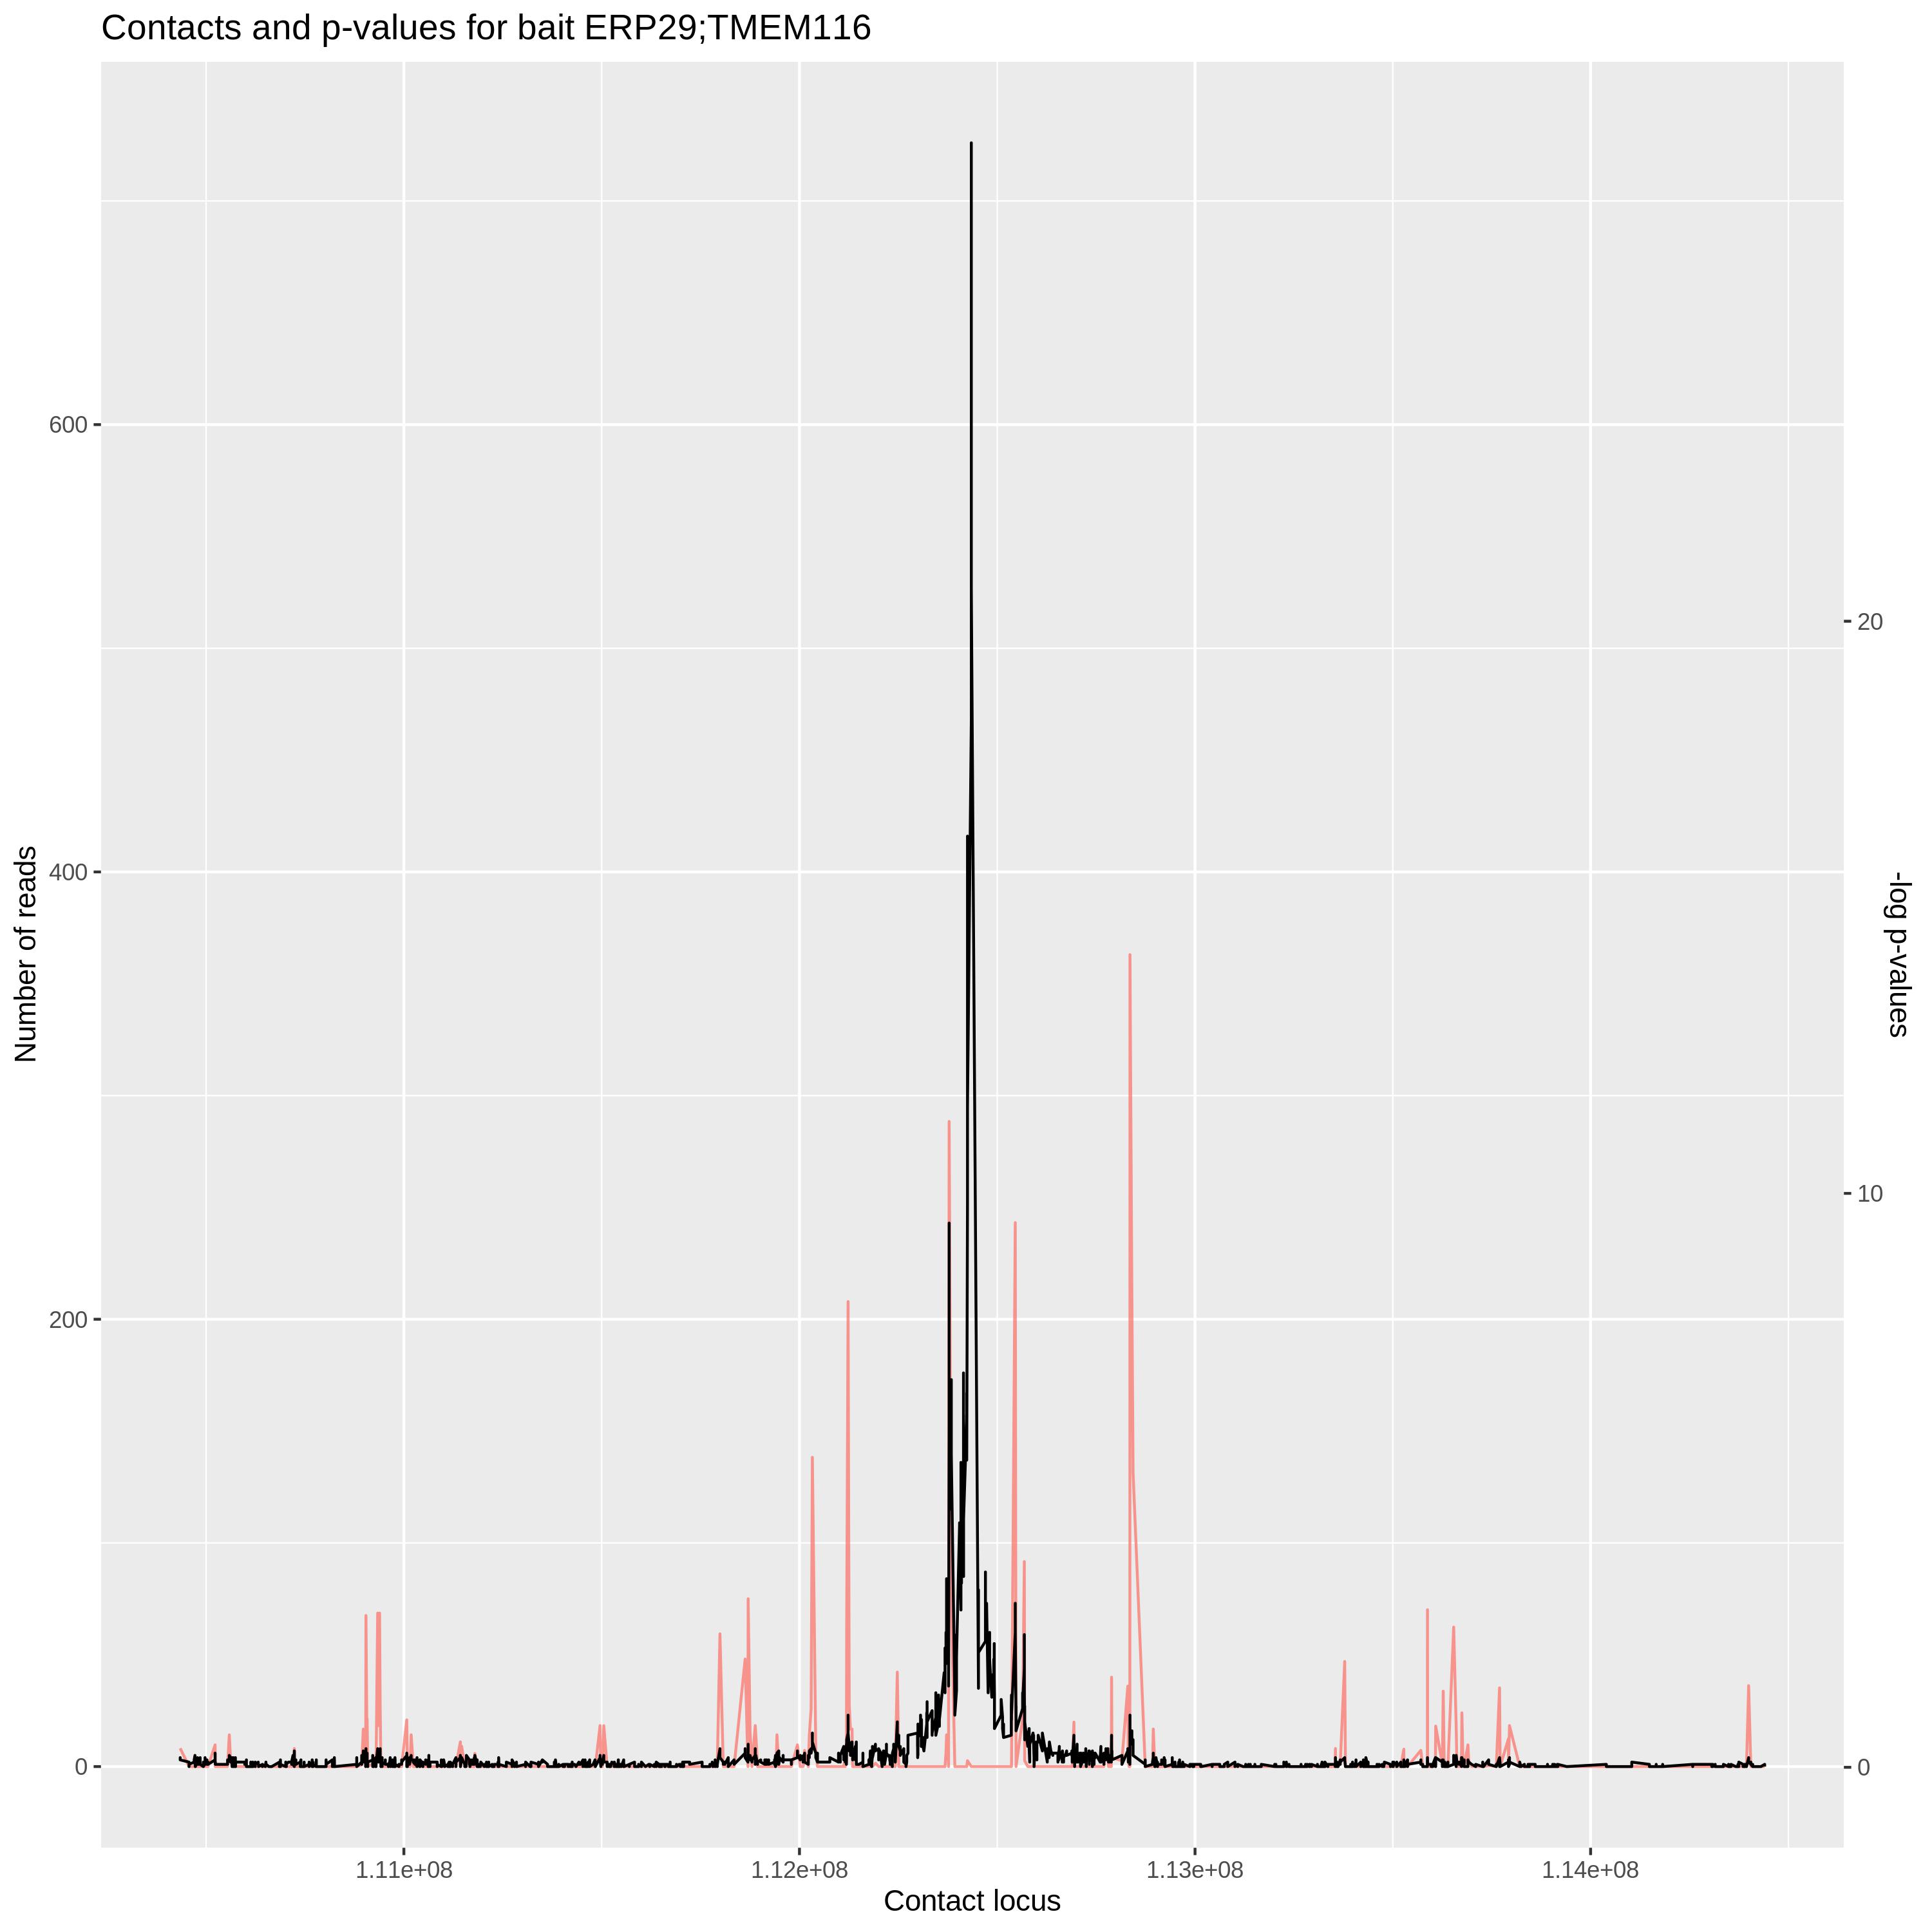 Contacts and p-values for bait ERP29;TMEM116
600
400
200
0
Number of reads
20
10
0
-log p-values
1.11e+08 1.12e+08 1.13e+08 1.14e+08
Contact locus